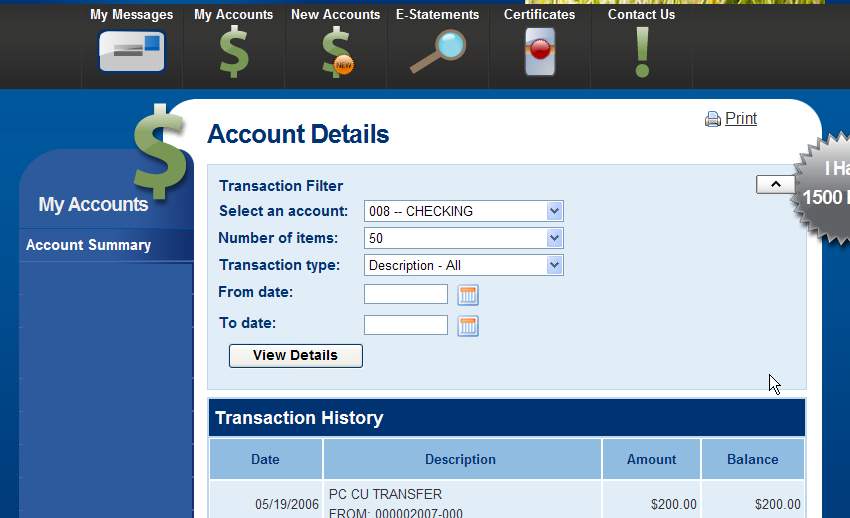 My Messages
My Accounts
New Accounts
E-Statements
Certificates
Contact Us
NEW
Account Details
Print
My Accounts
Account Summary
Transaction Filter
Select an account: 008 -- CHECKING
Number of items: 50
Transaction type: Description - All
From date:
To date:
View Details
I Ha
1500
Transaction History
Date Description Amount Balance
05/19/2006 PC CU TRANSFER $200.00 $200.00
FROM: 000002007-000